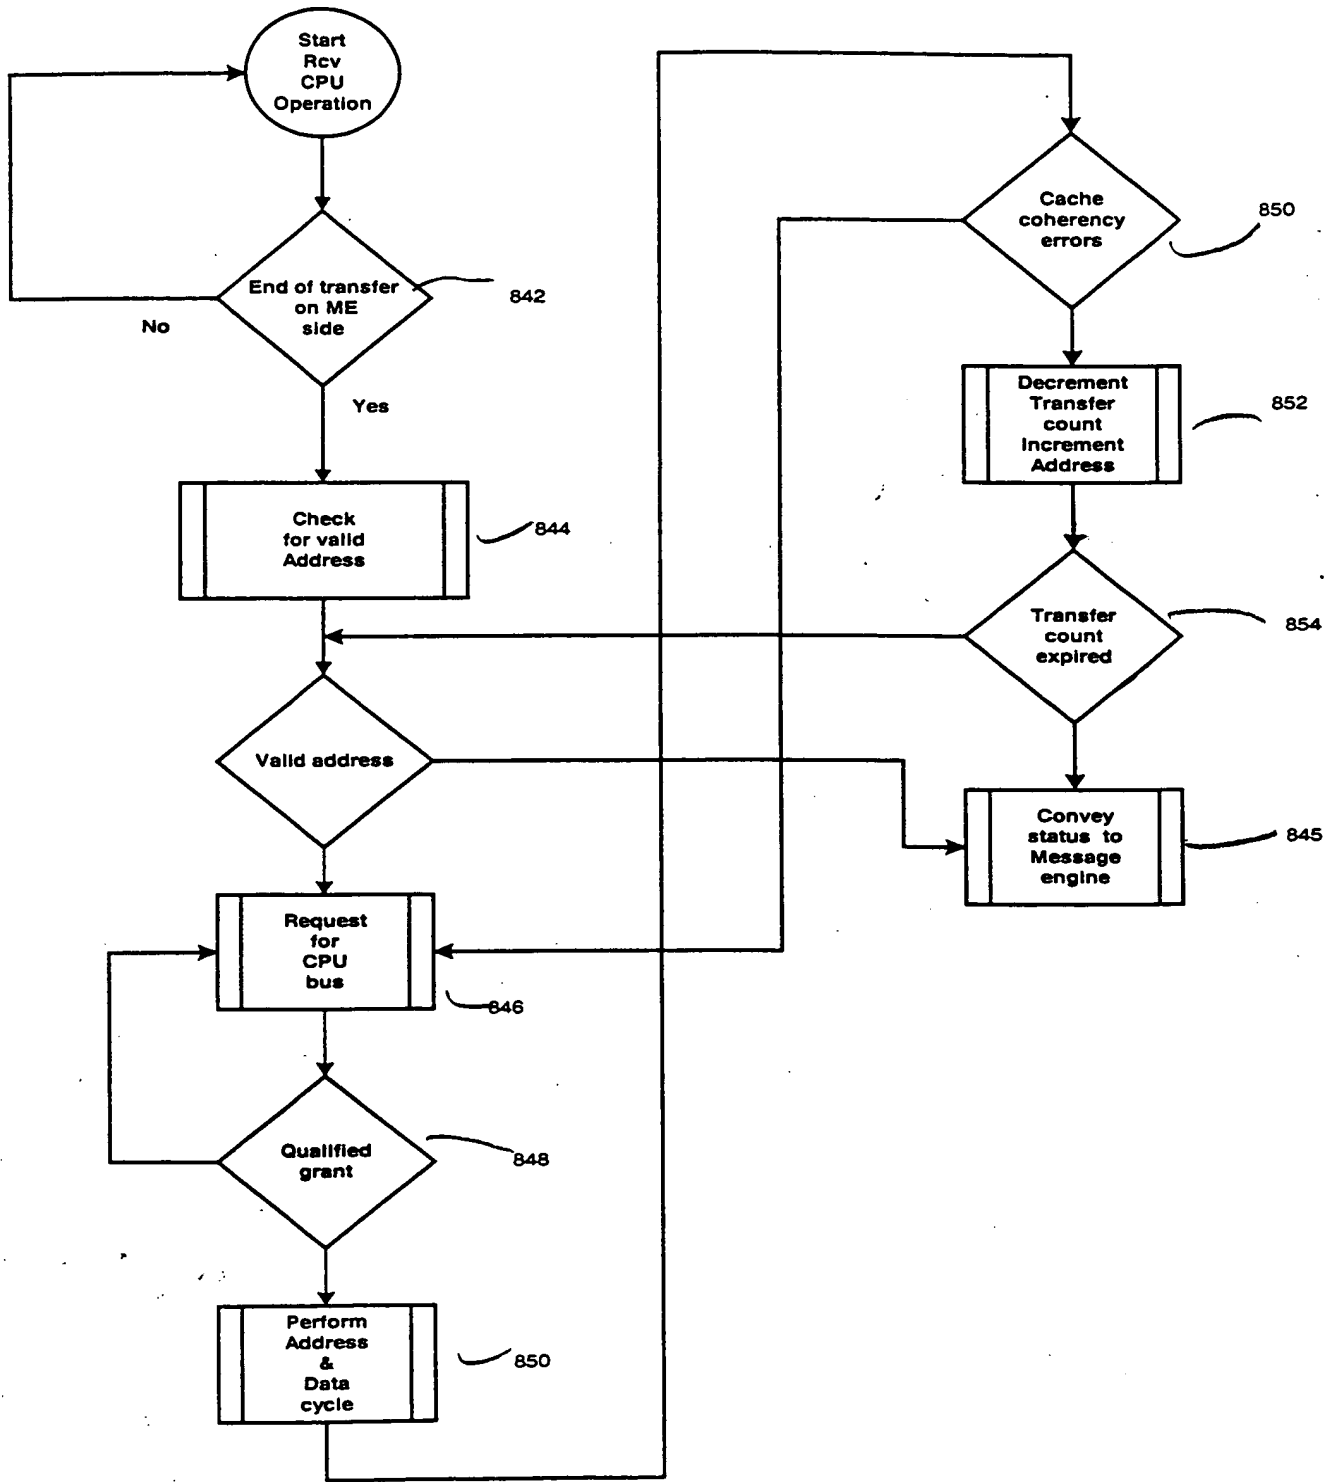 Start
Rcv
CPU
Operation
End of transfer
on ME
side
842
No
Yes
Check
for valid
Address
844
Valid address
Request
for
CPU
bus
846
Qualified
grant
848
Perform
Address
&
Data
cycle
850
Cache
coherency
errors
850
Decrement
Transfer
count
Increment
Address
852
Transfer
count
expired
854
Convey
status to
Message
engine
845